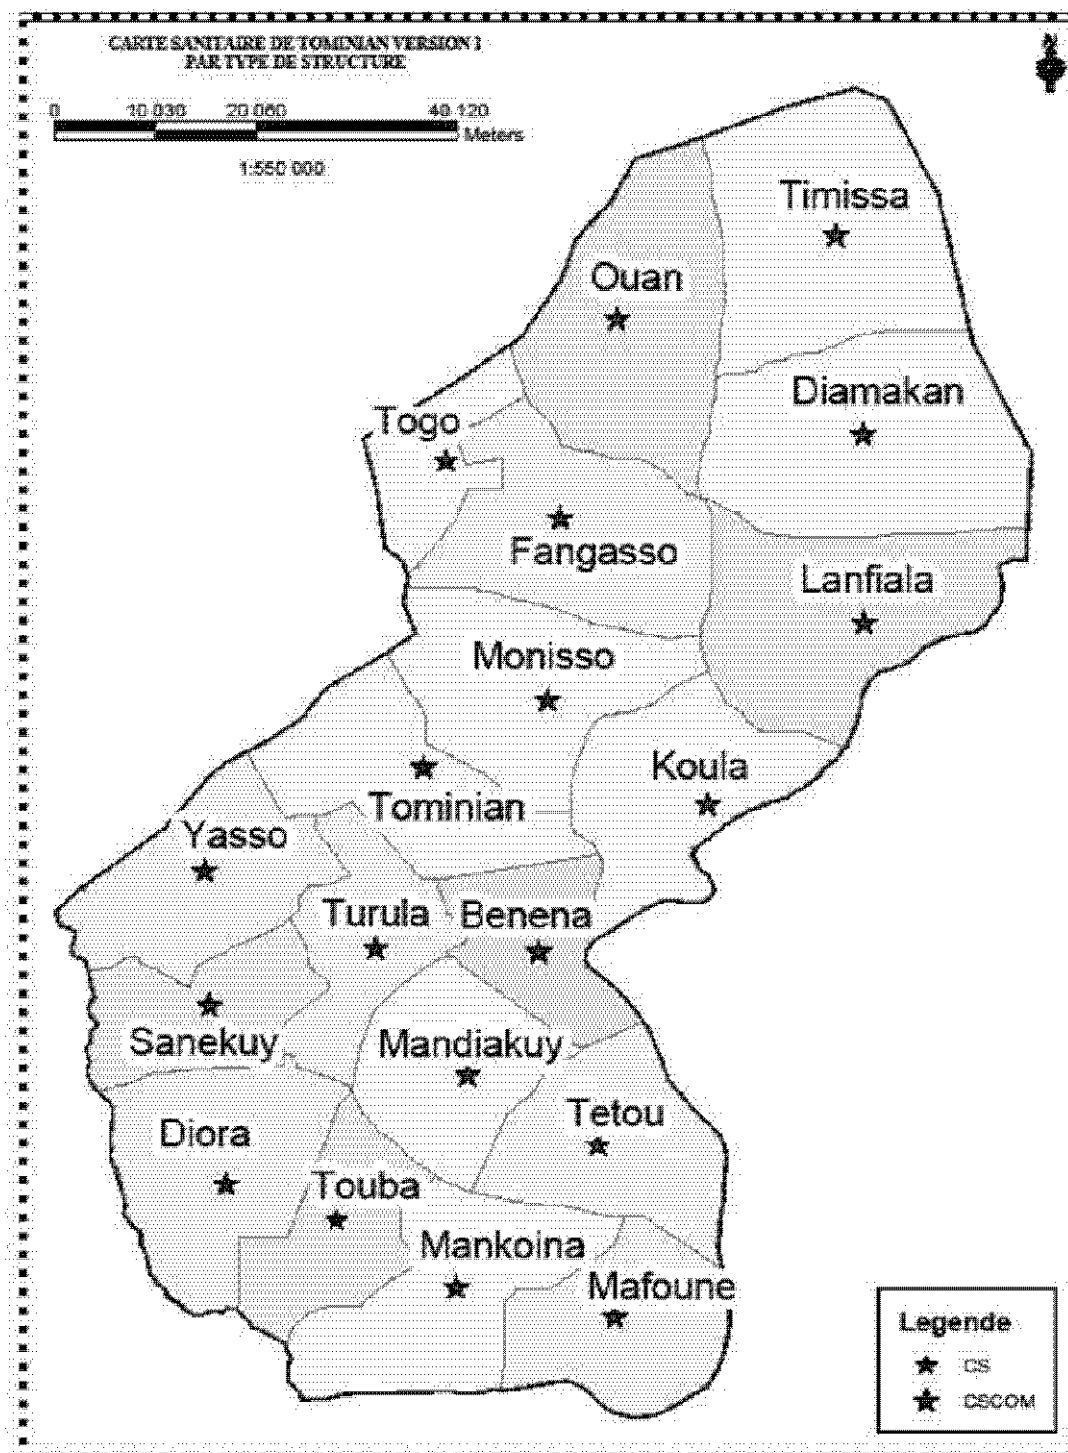 CARTE SANITAIRE DE TOMINIAN VERSION 1
PAR TYPE DE STRUCTURE
N
0 10 030 20 060 40 120
Meters
1:550 000
Timissa
Ouan
Diamakan
Togo
Fangasso
Lanfiala
Monisso
Koula
Tominian
Yasso
Turula
Benena
Sanekuy
Mandiakuy
Tetou
Diora
Touba
Mankoina
Mafoune
Legende
CS
CSCOM